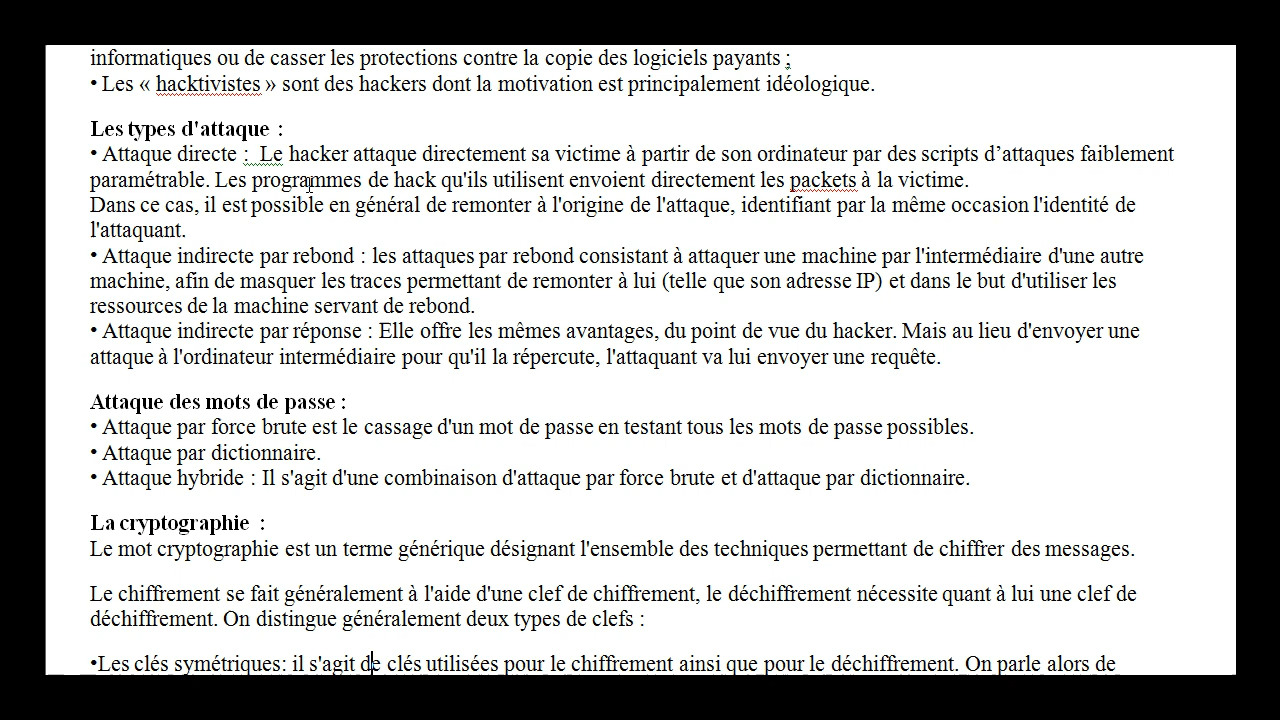 informatiques ou de casser les protections contre la copie des logiciels payants ;
• Les « hacktivistes » sont des hackers dont la motivation est principalement idéologique.
Les types d'attaque :
• Attaque directe : Le hacker attaque directement sa victime à partir de son ordinateur par des scripts d’attaques faiblement
paramétrable. Les programmes de hack qu'ils utilisent envoient directement les packets à la victime.
Dans ce cas, il est possible en général de remonter à l'origine de l'attaque, identifiant par la même occasion l'identité de
l'attaquant.
• Attaque indirecte par rebond : les attaques par rebond consistant à attaquer une machine par l'intermédiaire d'une autre
machine, afin de masquer les traces permettant de remonter à lui (telle que son adresse IP) et dans le but d'utiliser les
ressources de la machine servant de rebond.
• Attaque indirecte par réponse : Elle offre les mêmes avantages, du point de vue du hacker. Mais au lieu d'envoyer une
attaque à l'ordinateur intermédiaire pour qu'il la répercute, l'attaquant va lui envoyer une requête.
Attaque des mots de passe :
• Attaque par force brute est le cassage d'un mot de passe en testant tous les mots de passe possibles.
• Attaque par dictionnaire.
• Attaque hybride : Il s'agit d'une combinaison d'attaque par force brute et d'attaque par dictionnaire.
La cryptographie :
Le mot cryptographie est un terme générique désignant l'ensemble des techniques permettant de chiffrer des messages.
Le chiffrement se fait généralement à l'aide d'une clef de chiffrement, le déchiffrement nécessite quant à lui une clef de
déchiffrement. On distingue généralement deux types de clefs :
•Les clés symétriques: il s'agit de clés utilisées pour le chiffrement ainsi que pour le déchiffrement. On parle alors de